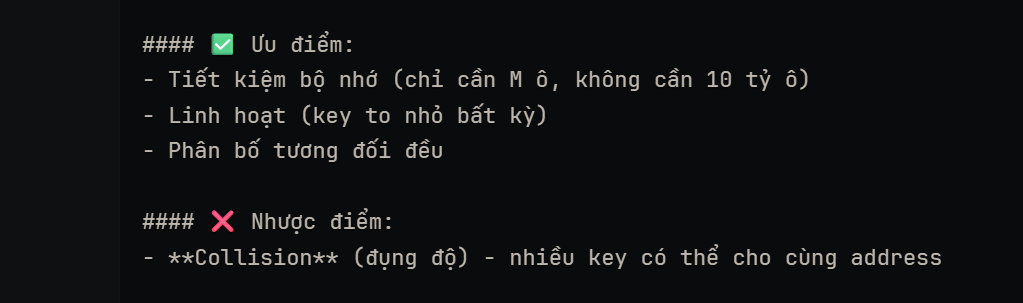 #### ✅ Ưu điểm:
- Tiết kiệm bộ nhớ (chỉ cần M ô, không cần 10 tỷ ô)
- Linh hoạt (key to nhỏ bất kỳ)
- Phân bố tương đối đều
#### ❌ Nhược điểm:
- **Collision** (đụng độ) - nhiều key có thể cho cùng address